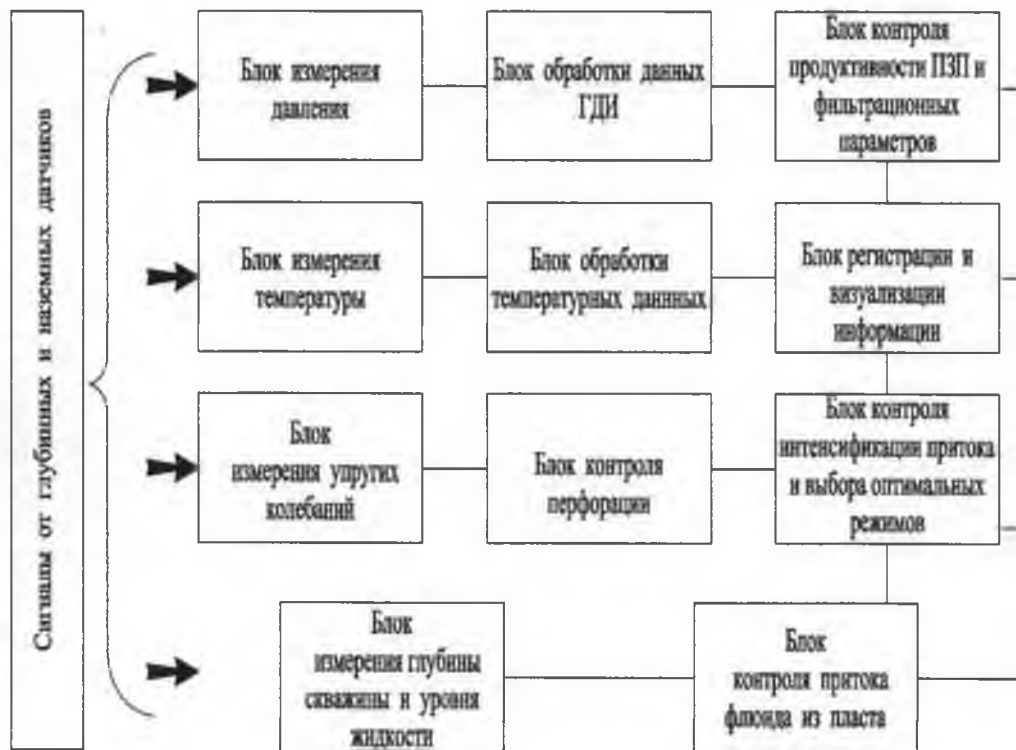 Сигналы от глубинных и наземных датчиков
Блок измерения
давления
Блок обработки данных
ГДИ
Блок контроля
продуктивности ПЗП и
фильтрационных
параметров
Блок измерения
температуры
Блок обработки
температурных даннных
Блок регистрации и
визуализации
информации
Блок
измерения упругих
колебаний
Блок контроля
перфорации
Блок контроля
интенсификации притока
и выбора оптимальных
режимов
Блок
измерения глубины
скважины и уровня
жидкости
Блок
контроля притока
флюида из пласта